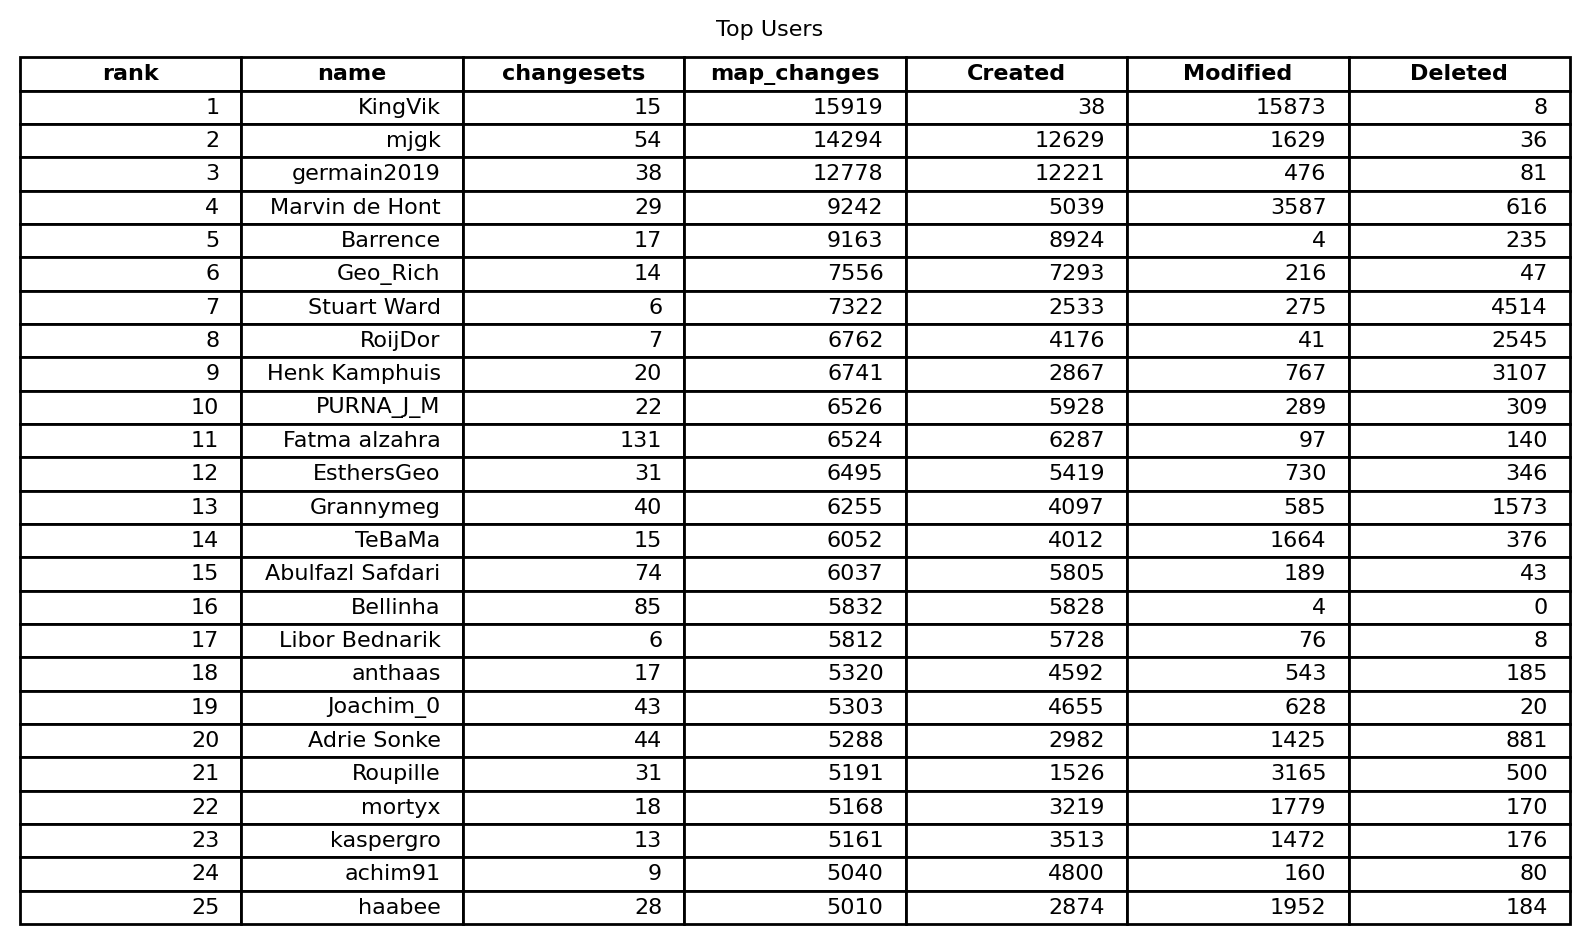 Top Users
rank name changesets map_changes Created Modified Deleted
1 KingVik 15 15919 38 15873 8
2 mjgk 54 14294 12629 1629 36
3 germain2019 38 12778 12221 476 81
4 Marvin de Hont 29 9242 5039 3587 616
5 Barrence 17 9163 8924 4 235
6 Geo_Rich 14 7556 7293 216 47
7 Stuart Ward 6 7322 2533 275 4514
8 RoijDor 7 6762 4176 41 2545
9 Henk Kamphuis 20 6741 2867 767 3107
10 PURNA_J_M 22 6526 5928 289 309
11 Fatma alzahra 131 6524 6287 97 140
12 EsthersGeo 31 6495 5419 730 346
13 Grannymeg 40 6255 4097 585 1573
14 TeBaMa 15 6052 4012 1664 376
15 Abulfazl Safdari 74 6037 5805 189 43
16 Bellinha 85 5832 5828 4 0
17 Libor Bednarik 6 5812 5728 76 8
18 anthaas 17 5320 4592 543 185
19 Joachim_0 43 5303 4655 628 20
20 Adrie Sonke 44 5288 2982 1425 881
21 Roupille 31 5191 1526 3165 500
22 mortyx 18 5168 3219 1779 170
23 kaspergro 13 5161 3513 1472 176
24 achim91 9 5040 4800 160 80
25 haabee 28 5010 2874 1952 184